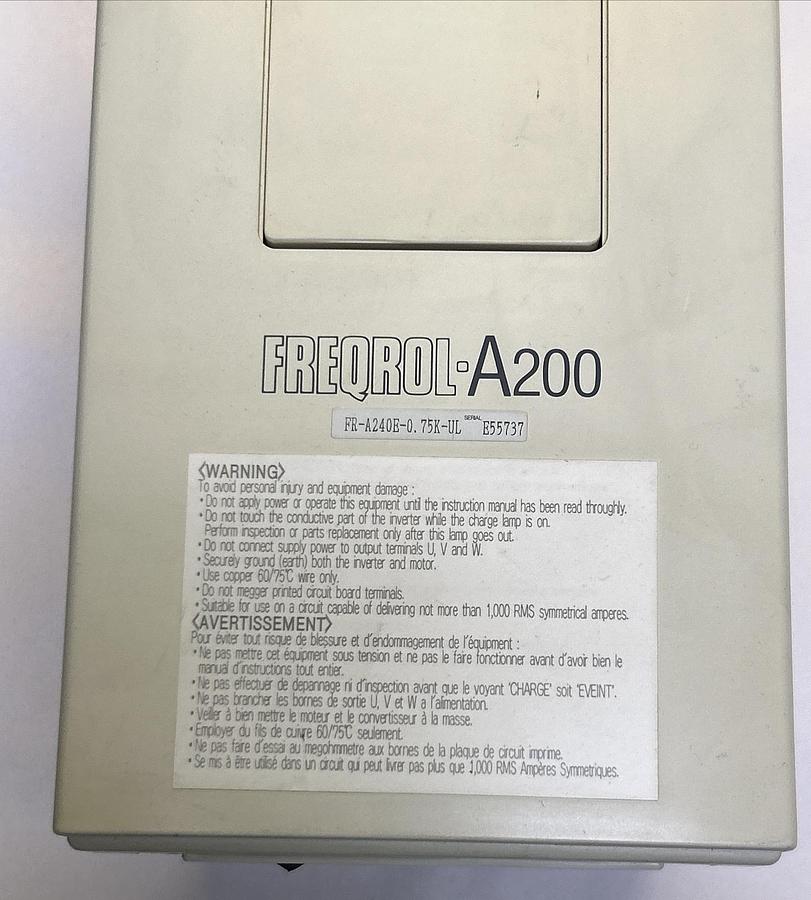 FREQROL-A200
FR-A240E-0.75K-UL SERIAL E55737
<WARNING>
To avoid personal injury and equipment damage :
• Do not apply power or operate this equipment until the instruction manual has been read throughly.
• Do not touch the conductive part of the inverter while the charge lamp is on.
Perform inspection or parts replacement only after this lamp goes out.
• Do not connect supply power to output terminals U, V and W.
• Securely ground (earth) both the inverter and motor.
• Use copper 60/75°C wire only.
• Do not megger printed circuit board terminals.
• Suitable for use on a circuit capable of delivering not more than 1,000 RMS symmetrical amperes.
<AVERTISSEMENT>
Pour éviter tout risque de blessure et d'endommagement de l'équipment :
• Ne pas mettre cet équipment sous tension et ne pas le faire fonctionner avant d'avoir bien le
manual d'instructions tout entier.
• Ne pas effectuer de depannage ni d'inspection avant que le voyant 'CHARGE' soit 'EVEINT'.
• Ne pas brancher les bornes de sortie U, V et W a l'alimentation.
• Veiller à bien mettre le moteur et le convertisseur à la masse.
• Employer du fils de cuivre 60/75°C seulement.
• Ne pas faire d'essai au megohmmetre aux bornes de la plaque de circuit imprime.
• Se mis à être utilisé dans un circuit qui peut livrer pas plus que 1,000 RMS Ampères Symmetriques.